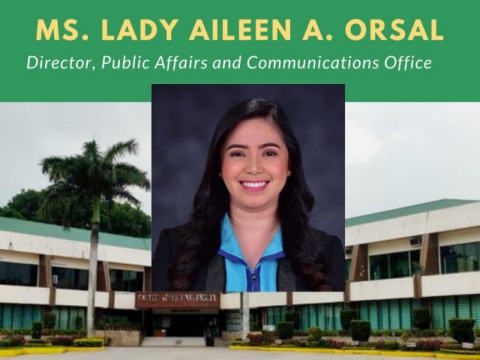 MS. LADY AILEEN A. ORSAL
Director, Public Affairs and Communications Office